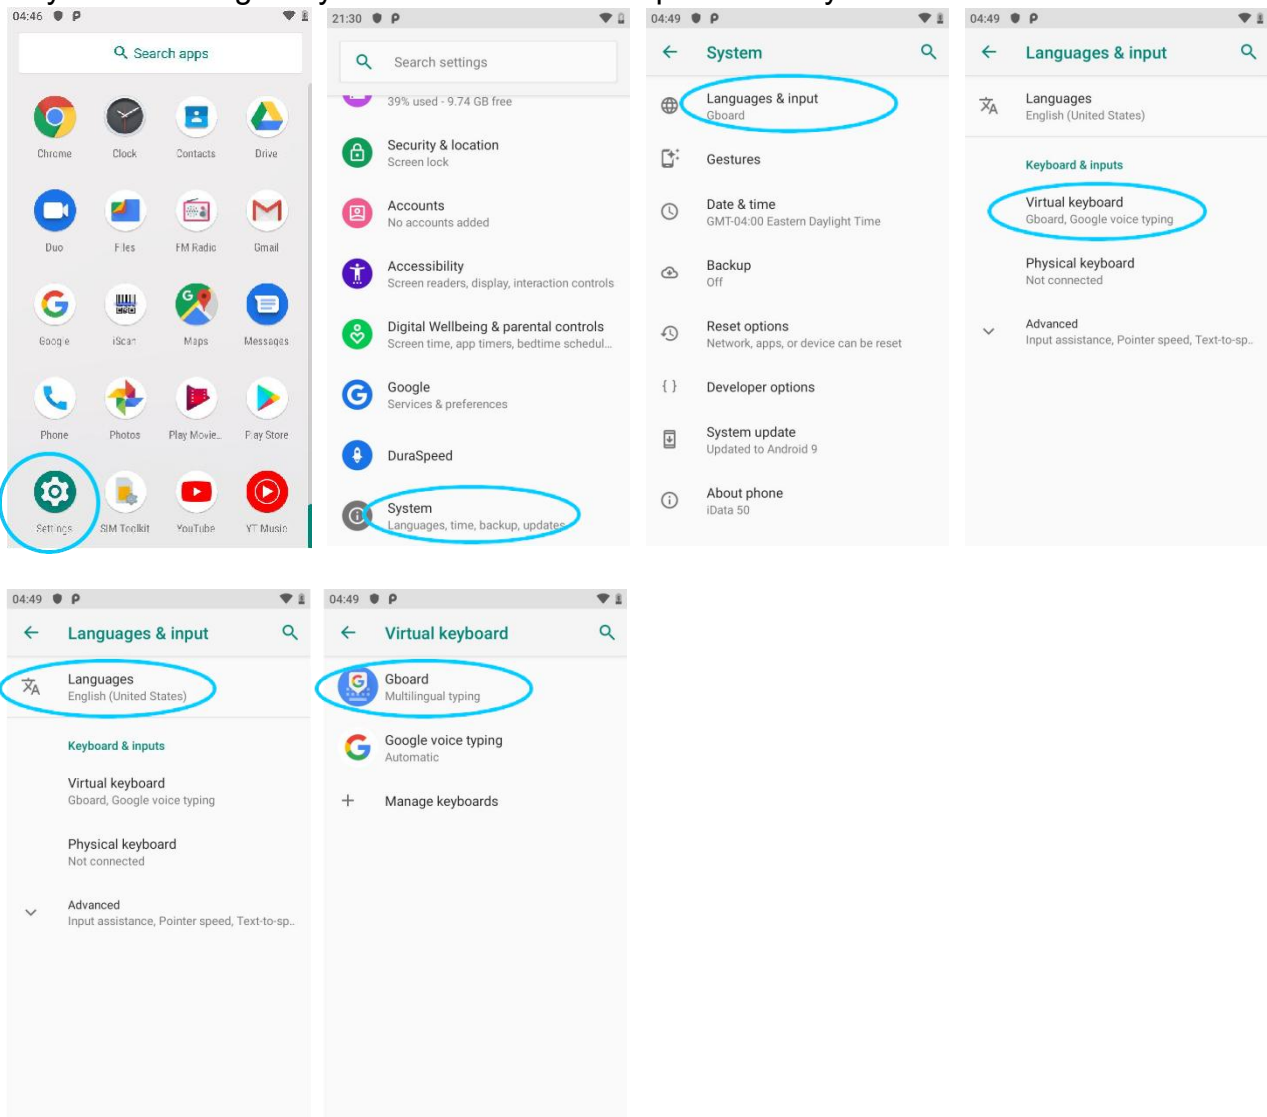 04:46
Search apps
Chrome Clock Contacts Drive
Duo Files FM Radio Gmail
Google iScan Maps Messages
Phone Photos Play Movie.. Play Store
Settings SIM Toolkit YouTube YT Music
21:30
Search settings
39% used - 9.74 GB free
Security & location
Screen lock
Accounts
No accounts added
Accessibility
Screen readers, display, interaction controls
Digital Wellbeing & parental controls
Screen time, app timers, bedtime schedul...
Google
Services & preferences
DuraSpeed
System
Languages, time, backup, updates
04:49
System
Languages & input
Gboard
Gestures
Date & time
GMT-04:00 Eastern Daylight Time
Backup
Off
Reset options
Network, apps, or device can be reset
Developer options
System update
Updated to Android 9
About phone
iData 50
04:49
Languages & input
Languages
English (United States)
Keyboard & inputs
Virtual keyboard
Gboard, Google voice typing
Physical keyboard
Not connected
Advanced
Input assistance, Pointer speed, Text-to-sp..
04:49
Languages & input
Languages
English (United States)
Keyboard & inputs
Virtual keyboard
Gboard, Google voice typing
Physical keyboard
Not connected
Advanced
Input assistance, Pointer speed, Text-to-sp..
04:49
Virtual keyboard
Gboard
Multilingual typing
Google voice typing
Automatic
Manage keyboards